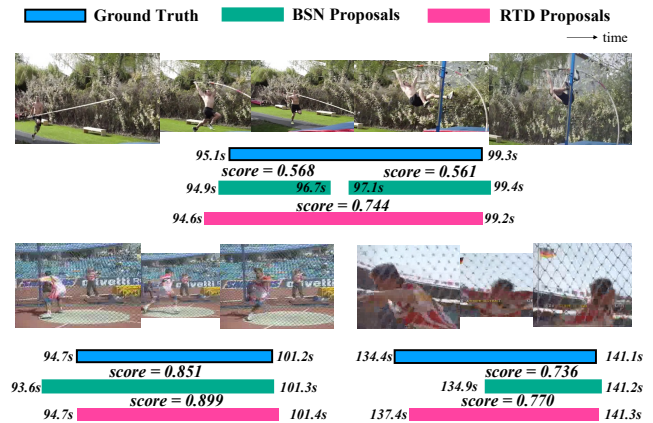 Ground Truth BSN Proposals RTD Proposals
time
95.1s 99.3s
score = 0.568 score = 0.561
94.9s 96.7s 97.1s 99.4s
score = 0.744
94.6s 99.2s
94.7s 101.2s
score = 0.851
93.6s 101.3s
score = 0.899
94.7s 101.4s
134.4s 141.1s
score = 0.736
134.9s 141.2s
score = 0.770
137.4s 141.3s